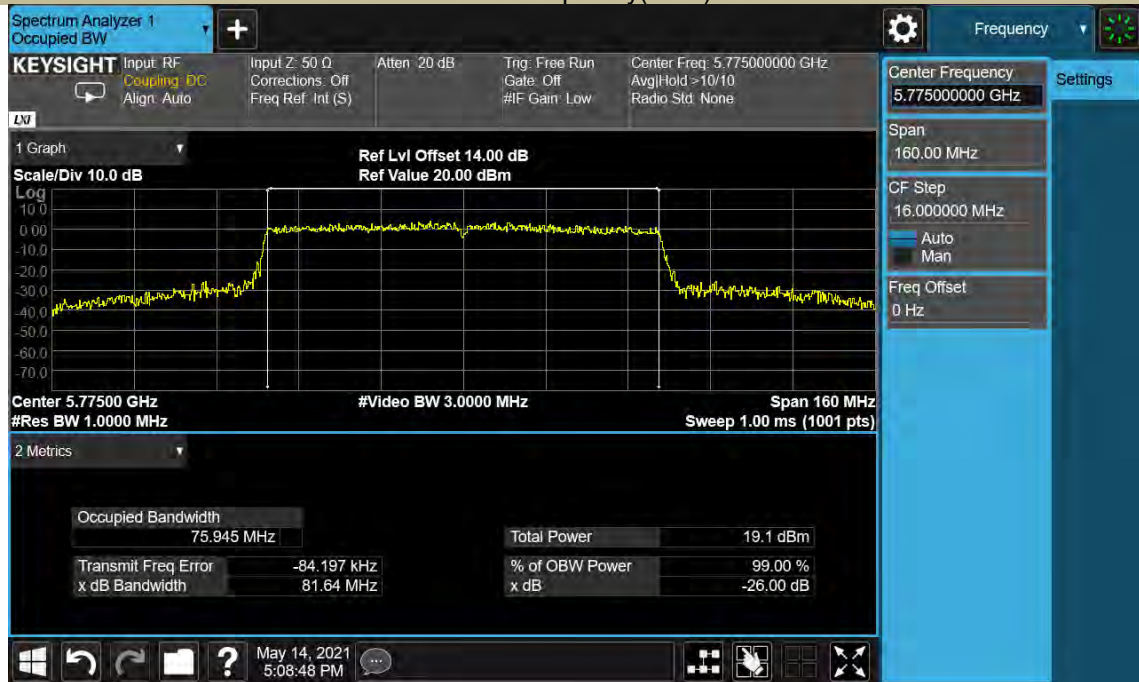 Spectrum Analyzer 1
Occupied BW
+
Frequency
KEYSIGHT
Input: RF
Coupling: DC
Align: Auto
Input Z: 50 Ω
Corrections: Off
Freq Ref: Int (S)
Atten: 20 dB
Trig: Free Run
Gate: Off
#IF Gain: Low
Center Freq: 5.775000000 GHz
Avg|Hold:>10/10
Radio Std: None
LXI
Center Frequency
5.775000000 GHz
Settings
Span
160.00 MHz
CF Step
16.000000 MHz
Auto
Man
Freq Offset
0 Hz
1 Graph
Scale/Div 10.0 dB
Ref Lvl Offset 14.00 dB
Ref Value 20.00 dBm
Log
10.0
0.00
-10.0
-20.0
-30.0
-40.0
-50.0
-60.0
-70.0
Center 5.77500 GHz
#Video BW 3.0000 MHz
Span 160 MHz
#Res BW 1.0000 MHz
Sweep 1.00 ms (1001 pts)
2 Metrics
Occupied Bandwidth
75.945 MHz
Total Power 19.1 dBm
Transmit Freq Error -84.197 kHz
% of OBW Power 99.00 %
x dB Bandwidth 81.64 MHz
x dB -26.00 dB
?
May 14, 2021
5:08:48 PM